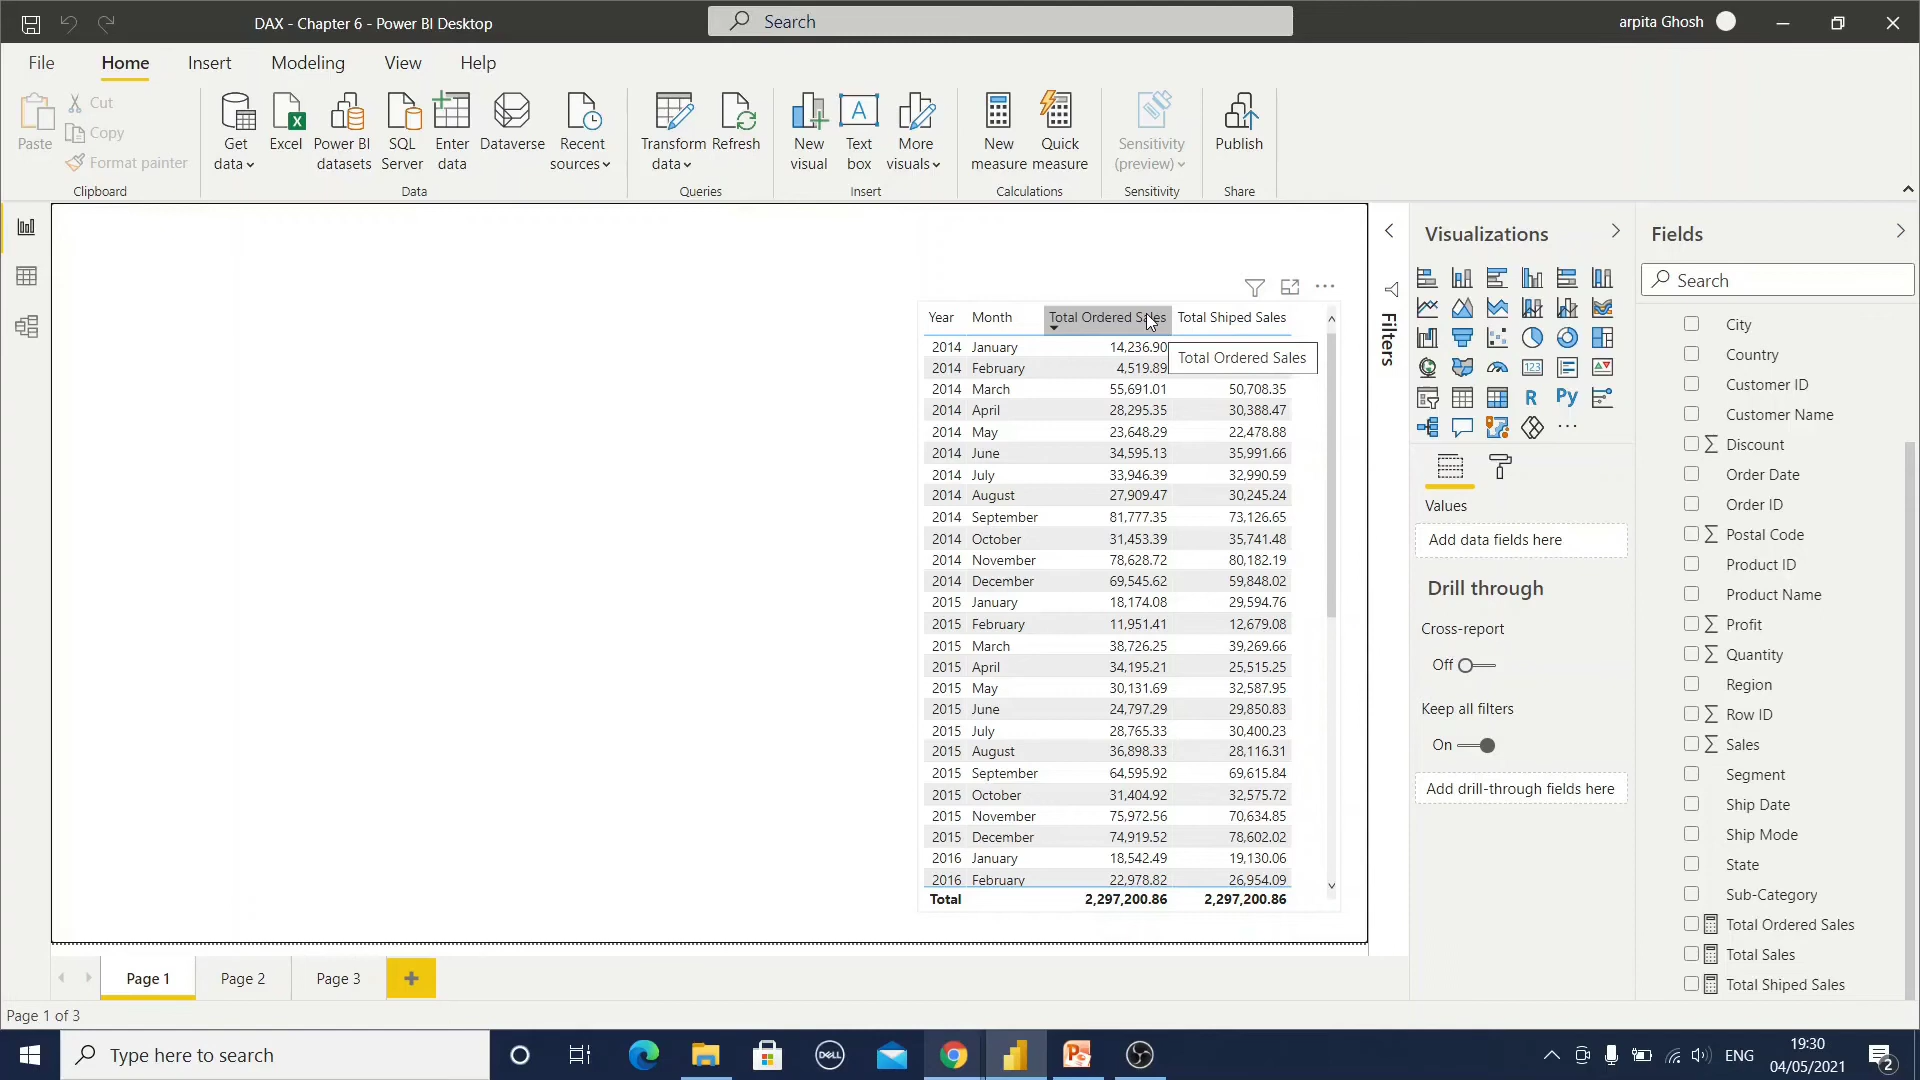 DAX - Chapter 6 - Power BI Desktop
Search
arpita Ghosh
File Home Insert Modeling View Help
Paste
Cut
Copy
Format painter
Clipboard
Get data
Excel
Power BI datasets
SQL Server
Enter data
Dataverse
Recent sources
Data
Transform data
Refresh
Queries
New visual
Text box
More visuals
Insert
New measure
Quick measure
Calculations
Sensitivity (preview)
Sensitivity
Publish
Share
Year Month Total Ordered Sales Total Shiped Sales
2014 January 14,236.90
Total Ordered Sales
2014 February 4,519.89
2014 March 55,691.01 50,708.35
2014 April 28,295.35 30,388.47
2014 May 23,648.29 22,478.88
2014 June 34,595.13 35,991.66
2014 July 33,946.39 32,990.59
2014 August 27,909.47 30,245.24
2014 September 81,777.35 73,126.65
2014 October 31,453.39 35,741.48
2014 November 78,628.72 80,182.19
2014 December 69,545.62 59,848.02
2015 January 18,174.08 29,594.76
2015 February 11,951.41 12,679.08
2015 March 38,726.25 39,269.66
2015 April 34,195.21 25,515.25
2015 May 30,131.69 32,587.95
2015 June 24,797.29 29,850.83
2015 July 28,765.33 30,400.23
2015 August 36,898.33 28,116.31
2015 September 64,595.92 69,615.84
2015 October 31,404.92 32,575.72
2015 November 75,972.56 70,634.85
2015 December 74,919.52 78,602.02
2016 January 18,542.49 19,130.06
2016 February 22,978.82 26,954.09
Total 2,297,200.86 2,297,200.86
Filters
Visualizations
123
R
Py
Values
Add data fields here
Drill through
Cross-report
Off
Keep all filters
On
Add drill-through fields here
Fields
Search
City
Country
Customer ID
Customer Name
Discount
Order Date
Order ID
Postal Code
Product ID
Product Name
Profit
Quantity
Region
Row ID
Sales
Segment
Ship Date
Ship Mode
State
Sub-Category
Total Ordered Sales
Total Sales
Total Shiped Sales
Page 1 Page 2 Page 3
Page 1 of 3
Type here to search
DELL
ENG
19:30
04/05/2021
2